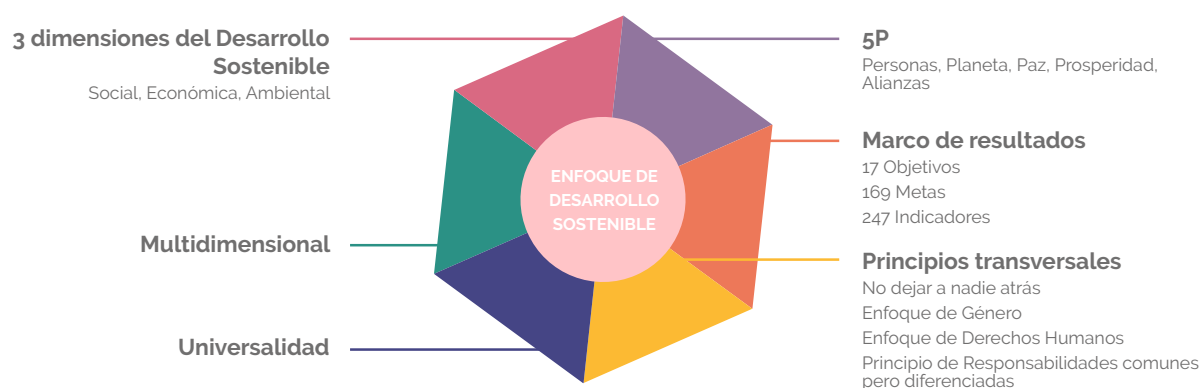 3 dimensiones del Desarrollo
Sostenible
Social, Económica, Ambiental
Multidimensional
Universalidad
ENFOQUE DE
DESARROLLO
SOSTENIBLE
5P
Personas, Planeta, Paz, Prosperidad,
Alianzas
Marco de resultados
17 Objetivos
169 Metas
247 Indicadores
Principios transversales
No dejar a nadie atrás
Enfoque de Género
Enfoque de Derechos Humanos
Principio de Responsabilidades comunes
pero diferenciadas